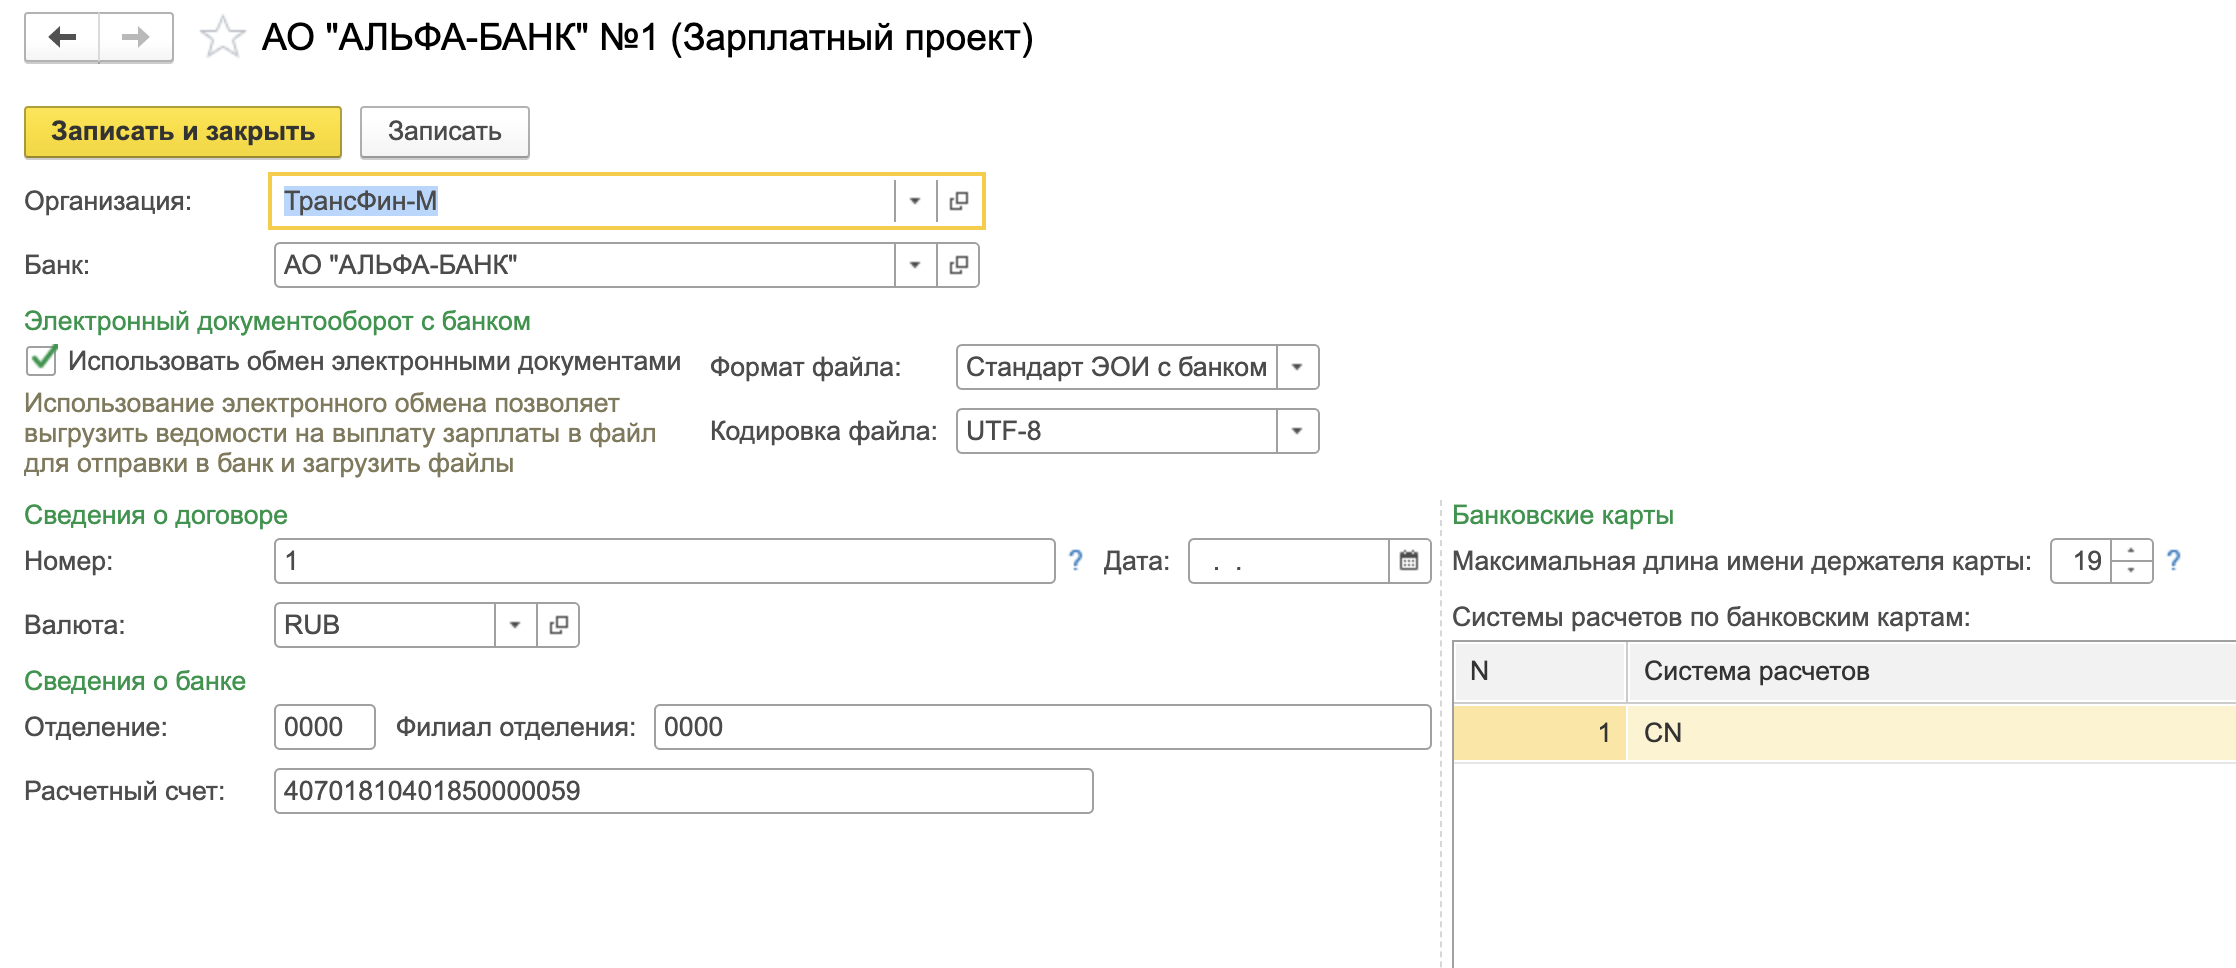 АО "АЛЬФА-БАНК" №1 (Зарплатный проект)
Записать и закрыть Записать
Организация: ТрансФин-М
Банк: АО "АЛЬФА-БАНК"
Электронный документооборот с банком
Использовать обмен электронными документами Формат файла: Стандарт ЭОИ с банком
Использование электронного обмена позволяет
выгрузить ведомости на выплату зарплаты в файл
для отправки в банк и загрузить файлы
Кодировка файла: UTF-8
Сведения о договоре
Номер: 1 ? Дата: . .
Валюта: RUB
Сведения о банке
Отделение: 0000 Филиал отделения: 0000
Расчетный счет: 40701810401850000059
Банковские карты
Максимальная длина имени держателя карты: 19 ?
Системы расчетов по банковским картам:
N Система расчетов
1 CN